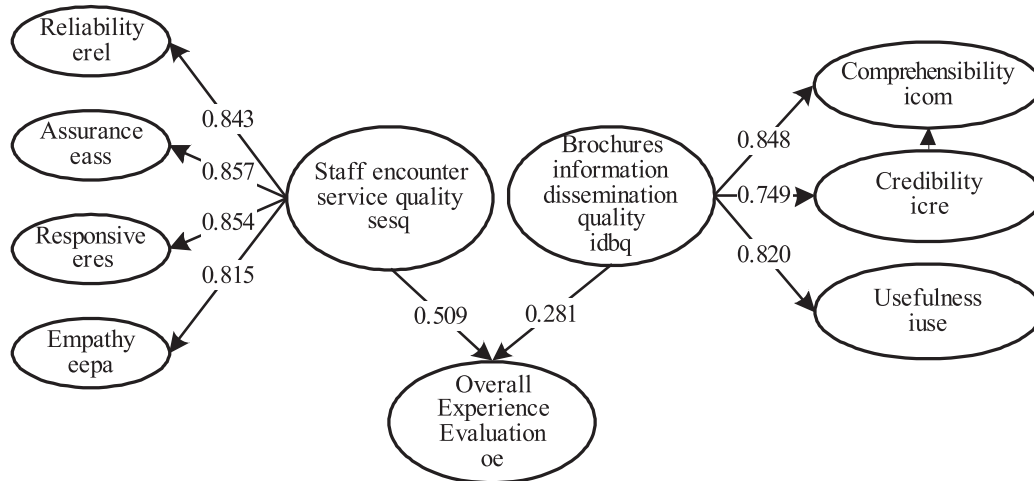 Reliability
erel
Assurance
eass
Responsive
eres
Empathy
eepa
0.843
0.857
0.854
0.815
Staff encounter
service quality
sesq
Brochures
information
dissemination
quality
idbq
0.509
0.281
Overall
Experience
Evaluation
oe
0.848
0.749
0.820
Comprehensibility
icom
Credibility
icre
Usefulness
iuse